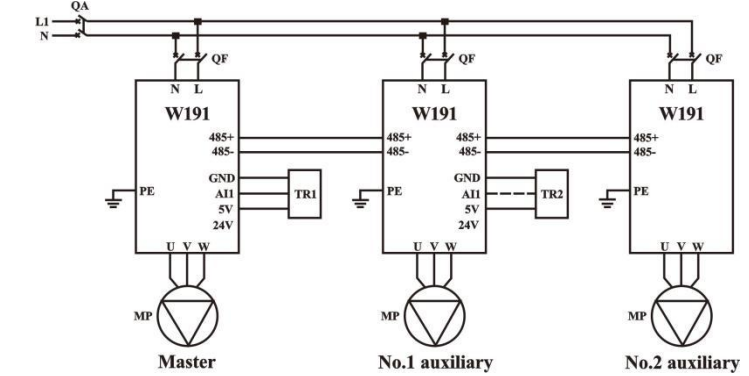 QA
L1
N
QF QF QF
N L N L N L
W191 W191 W191
485+ 485+ 485+ 485+
485- 485- 485- 485-
GND GND
PE AI1 TR1 PE AI1 TR2 PE
5V 5V
24V 24V
U V W U V W U V W
MP MP MP
Master No.1 auxiliary No.2 auxiliary